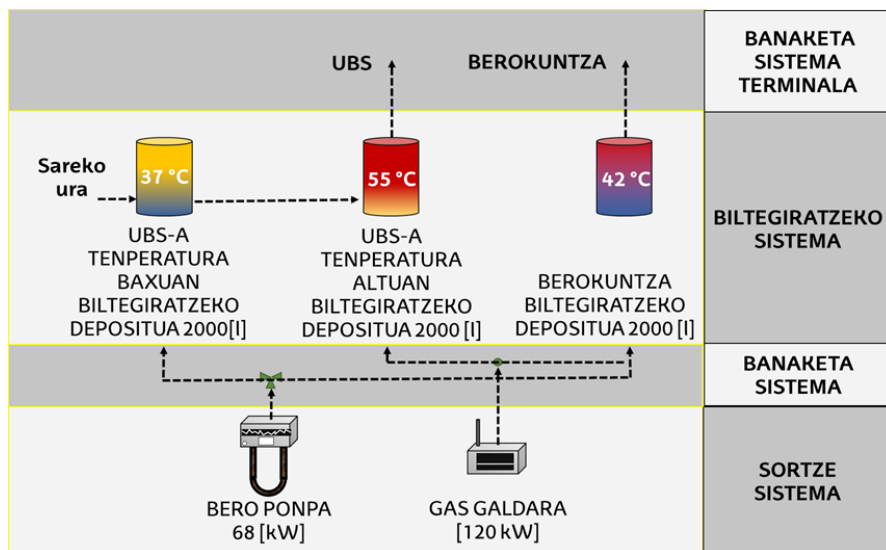 UBS
BEROKUNTZA
BANAKETA
SISTEMA
TERMINALA
Sareko
ura
37 °C
55 °C
42 °C
UBS-A
TENPERATURA
BAXUAN
BILTEGIRATZEKO
DEPOSITUA 2000[l]
UBS-A
TENPERATURA
ALTUAN
BILTEGIRATZEKO
DEPOSITUA 2000 [l]
BEROKUNTZA
BILTEGIRATZEKO
DEPOSITUA 2000 [l]
BILTEGIRATZEKO
SISTEMA
BANAKETA
SISTEMA
BERO PONPA
68 [kW]
GAS GALDARA
[120 kW]
SORTZE
SISTEMA